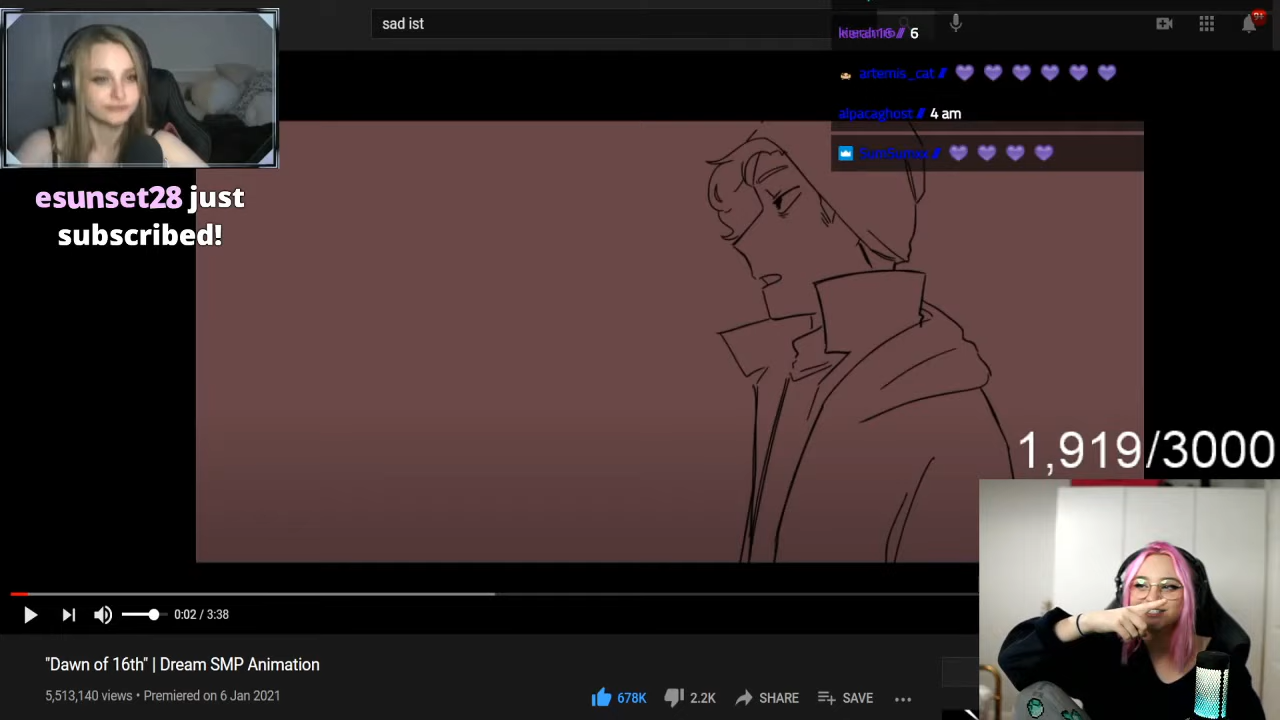 sad ist
9+
6
artemis_cat // 💜 💜 💜 💜 💜 💜
alpacaghost // 4 am
💜 💜 💜 💜
esunset28 just
subscribed!
1,919/3000
0:02 / 3:38
"Dawn of 16th" | Dream SMP Animation
5,513,140 views • Premiered on 6 Jan 2021
678K 2.2K SHARE SAVE